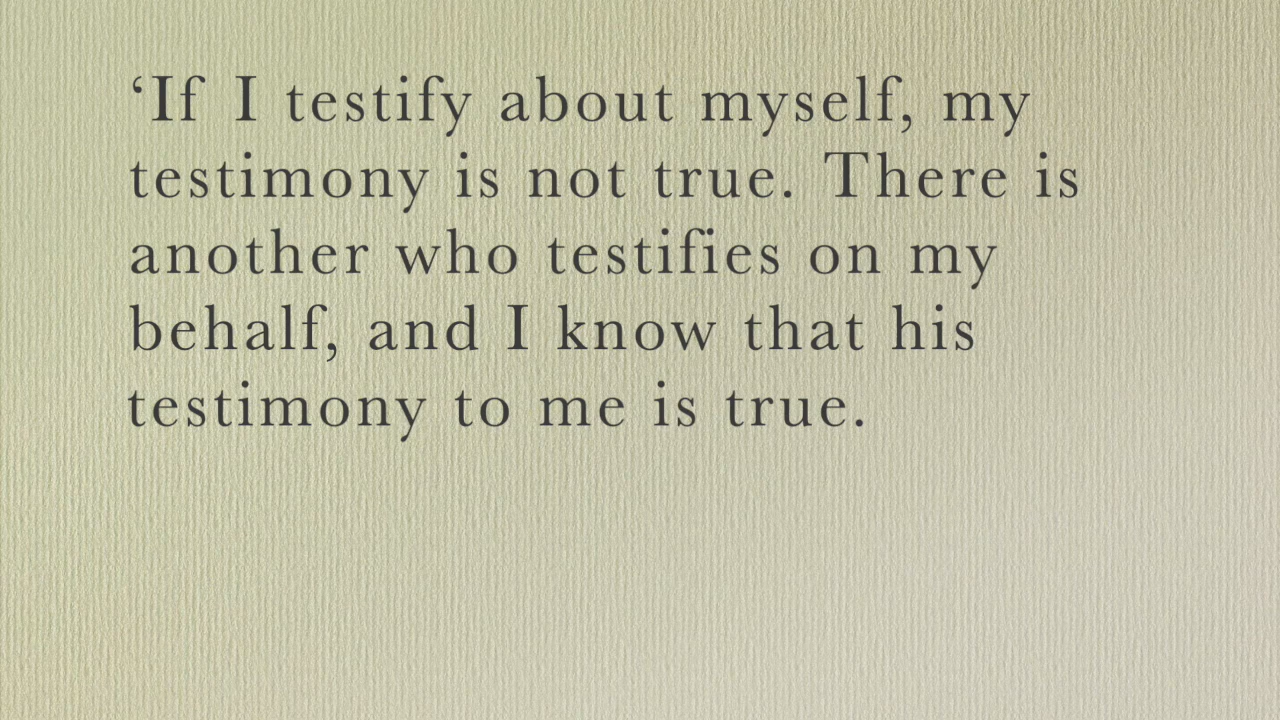 ‘If I testify about myself, my
testimony is not true. There is
another who testifies on my
behalf, and I know that his
testimony to me is true.